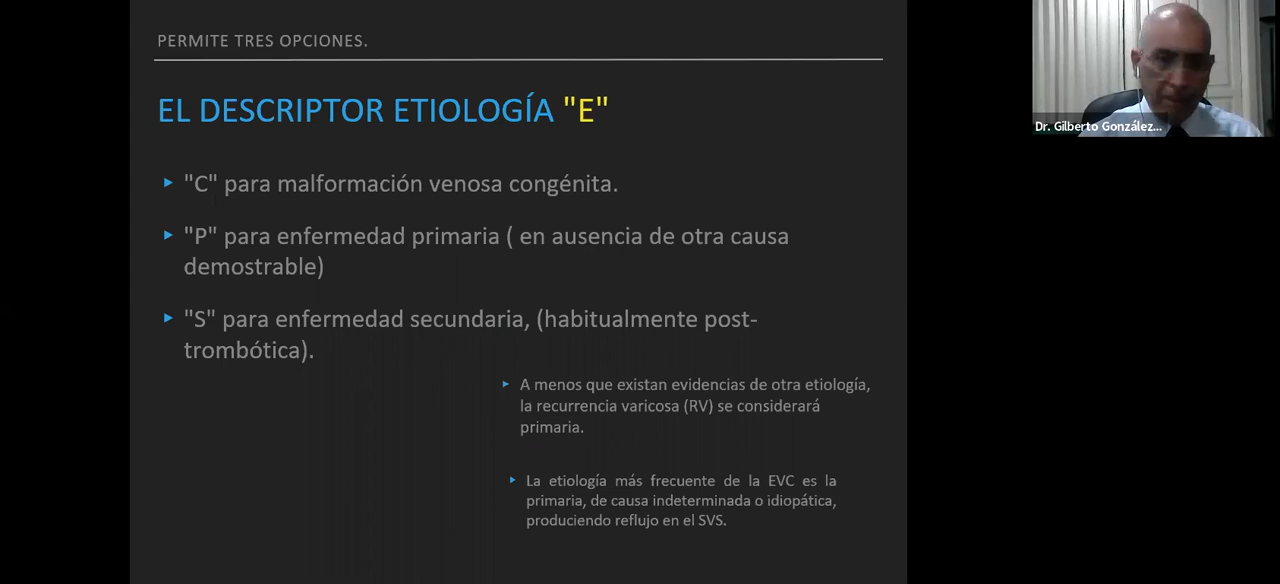 PERMITE TRES OPCIONES.
EL DESCRIPTOR ETIOLOGÍA "E"
"C" para malformación venosa congénita.
"P" para enfermedad primaria ( en ausencia de otra causa
demostrable)
"S" para enfermedad secundaria, (habitualmente post-
trombótica).
A menos que existan evidencias de otra etiología,
la recurrencia varicosa (RV) se considerará
primaria.
La etiología más frecuente de la EVC es la
primaria, de causa indeterminada o idiopática,
produciendo reflujo en el SVS.
Dr. Gilberto González...